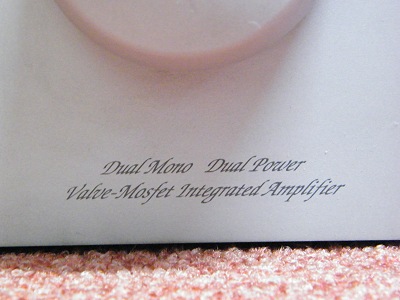 Dual Mono Dual Power
Valve-Mosfet Integrated Amplifier